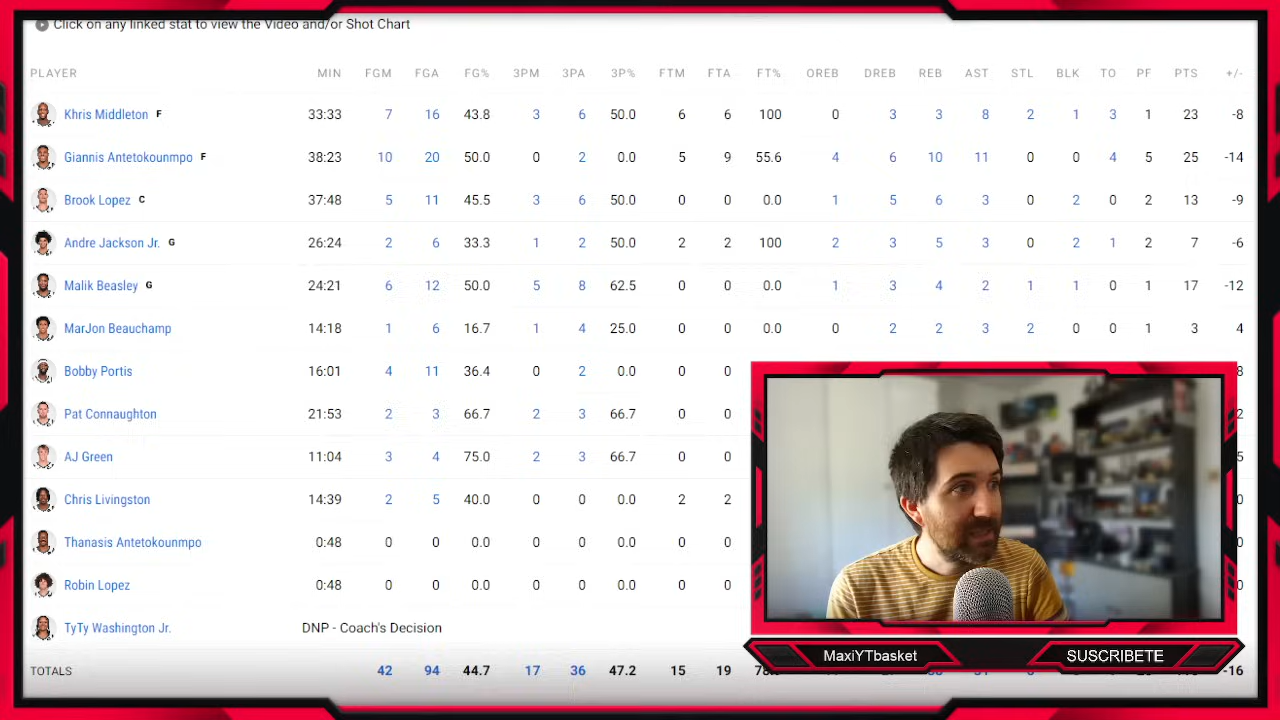 Click on any linked stat to view the Video and/or Shot Chart
PLAYER MIN FGM FGA FG% 3PM 3PA 3P% FTM FTA FT% OREB DREB REB AST STL BLK TO PF PTS +/-
Khris Middleton F 33:33 7 16 43.8 3 6 50.0 6 6 100 0 3 3 8 2 1 3 1 23 -8
Giannis Antetokounmpo F 38:23 10 20 50.0 0 2 0.0 5 9 55.6 4 6 10 11 0 0 4 5 25 -14
Brook Lopez C 37:48 5 11 45.5 3 6 50.0 0 0 0.0 1 5 6 3 0 2 0 2 13 -9
Andre Jackson Jr. G 26:24 2 6 33.3 1 2 50.0 2 2 100 2 3 5 3 0 2 1 2 7 -6
Malik Beasley G 24:21 6 12 50.0 5 8 62.5 0 0 0.0 1 3 4 2 1 1 0 1 17 -12
MarJon Beauchamp 14:18 1 6 16.7 1 4 25.0 0 0 0.0 0 2 2 3 2 0 0 1 3 4
Bobby Portis 16:01 4 11 36.4 0 2 0.0 0 0
Pat Connaughton 21:53 2 3 66.7 2 3 66.7 0 0
AJ Green 11:04 3 4 75.0 2 3 66.7 0 0
Chris Livingston 14:39 2 5 40.0 0 0 0.0 2 2
Thanasis Antetokounmpo 0:48 0 0 0.0 0 0 0.0 0 0
Robin Lopez 0:48 0 0 0.0 0 0 0.0 0 0
TyTy Washington Jr. DNP - Coach's Decision
TOTALS 42 94 44.7 17 36 47.2 15 19 -16
MaxiYTbasket
SUSCRIBETE